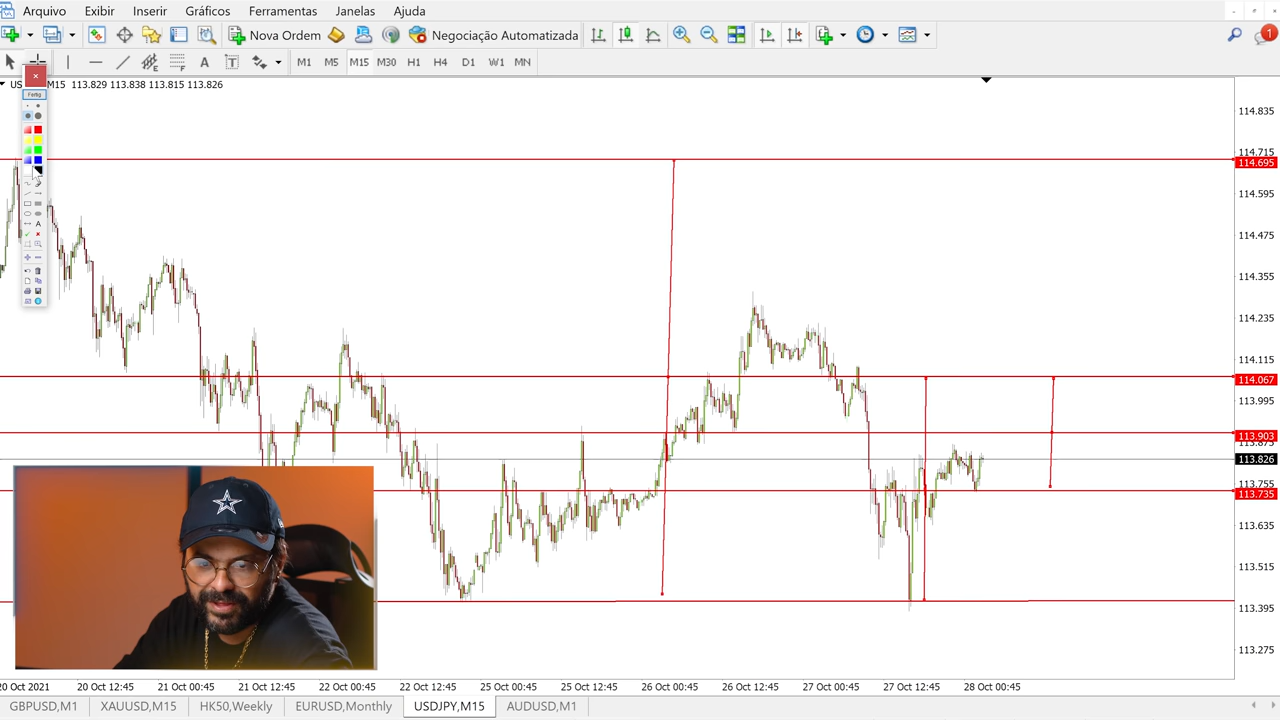 Arquivo Exibir Inserir Gráficos Ferramentas Janelas Ajuda
Nova Ordem Negociação Automatizada 1
A T M1 M5 M15 M30 H1 H4 D1 W1 MN
M15 113.829 113.838 113.815 113.826
Fertig
A
114.835
114.715
114.695
114.595
114.475
114.355
114.235
114.115
114.067
113.995
113.903
113.875
113.826
113.755
113.735
113.635
113.515
113.395
113.275
20 Oct 2021 20 Oct 12:45 21 Oct 00:45 21 Oct 12:45 22 Oct 00:45 22 Oct 12:45 25 Oct 00:45 25 Oct 12:45 26 Oct 00:45 26 Oct 12:45 27 Oct 00:45 27 Oct 12:45 28 Oct 00:45
GBPUSD,M1 XAUUSD,M15 HK50,Weekly EURUSD,Monthly USDJPY,M15 AUDUSD,M1